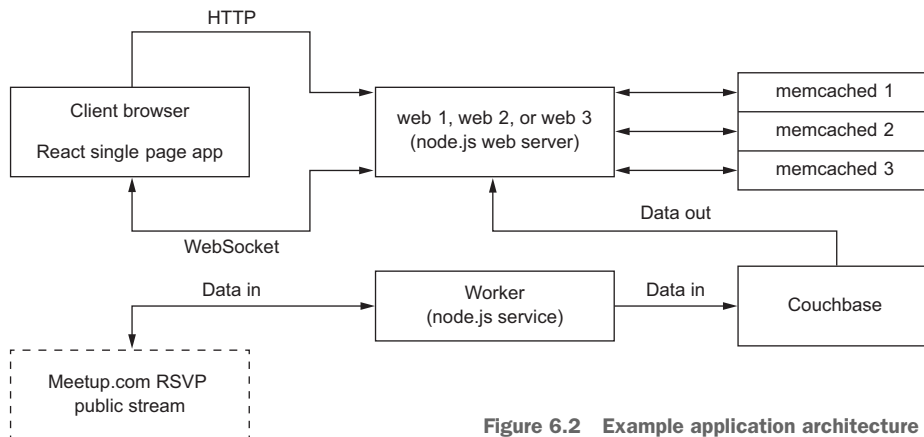 HTTP
Client browser
React single page app
web 1, web 2, or web 3
(node.js web server)
memcached 1
memcached 2
memcached 3
WebSocket
Data out
Data in
Worker
(node.js service)
Data in
Couchbase
Meetup.com RSVP
public stream
Figure 6.2 Example application architecture